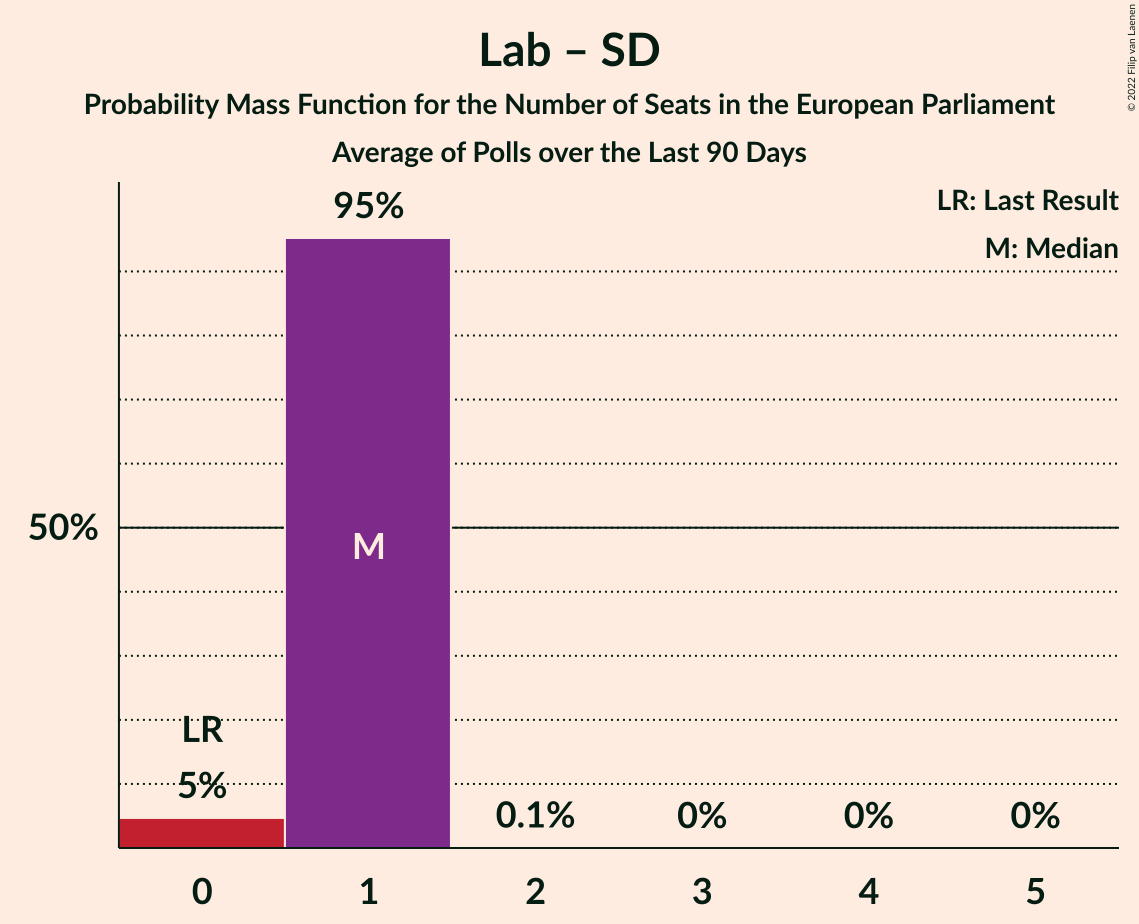 Lab – SD
Probability Mass Function for the Number of Seats in the European Parliament
Average of Polls over the Last 90 Days
© 2022 Filip van Laenen
LR: Last Result
M: Median
95%
50%
M
LR
5%
0.1%
0%
0%
0%
0
1
2
3
4
5